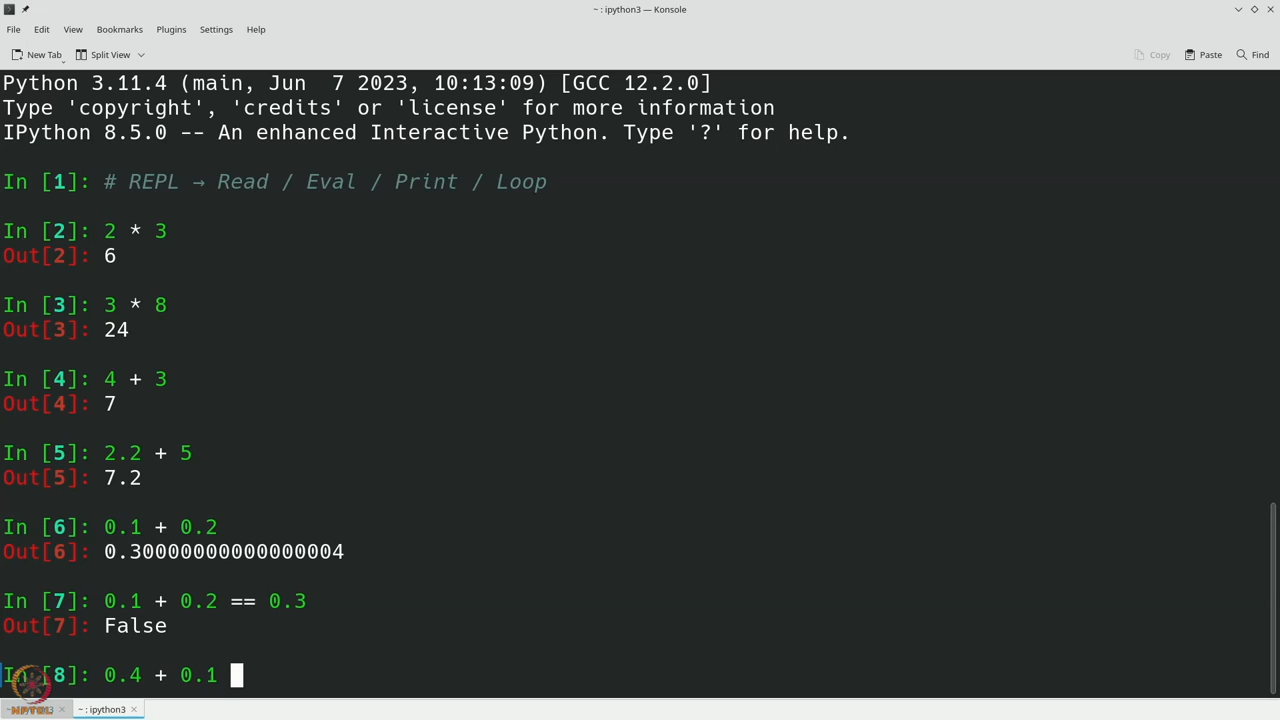 ~ : ipython3 — Konsole
File Edit View Bookmarks Plugins Settings Help
New Tab Split View Copy Paste Find
Python 3.11.4 (main, Jun  7 2023, 10:13:09) [GCC 12.2.0]
Type 'copyright', 'credits' or 'license' for more information
IPython 8.5.0 -- An enhanced Interactive Python. Type '?' for help.
In [1]: # REPL → Read / Eval / Print / Loop
In [2]: 2 * 3
Out[2]: 6
In [3]: 3 * 8
Out[3]: 24
In [4]: 4 + 3
Out[4]: 7
In [5]: 2.2 + 5
Out[5]: 7.2
In [6]: 0.1 + 0.2
Out[6]: 0.30000000000000004
In [7]: 0.1 + 0.2 == 0.3
Out[7]: False
In [8]: 0.4 + 0.1
NPTEL
~ : ipython3